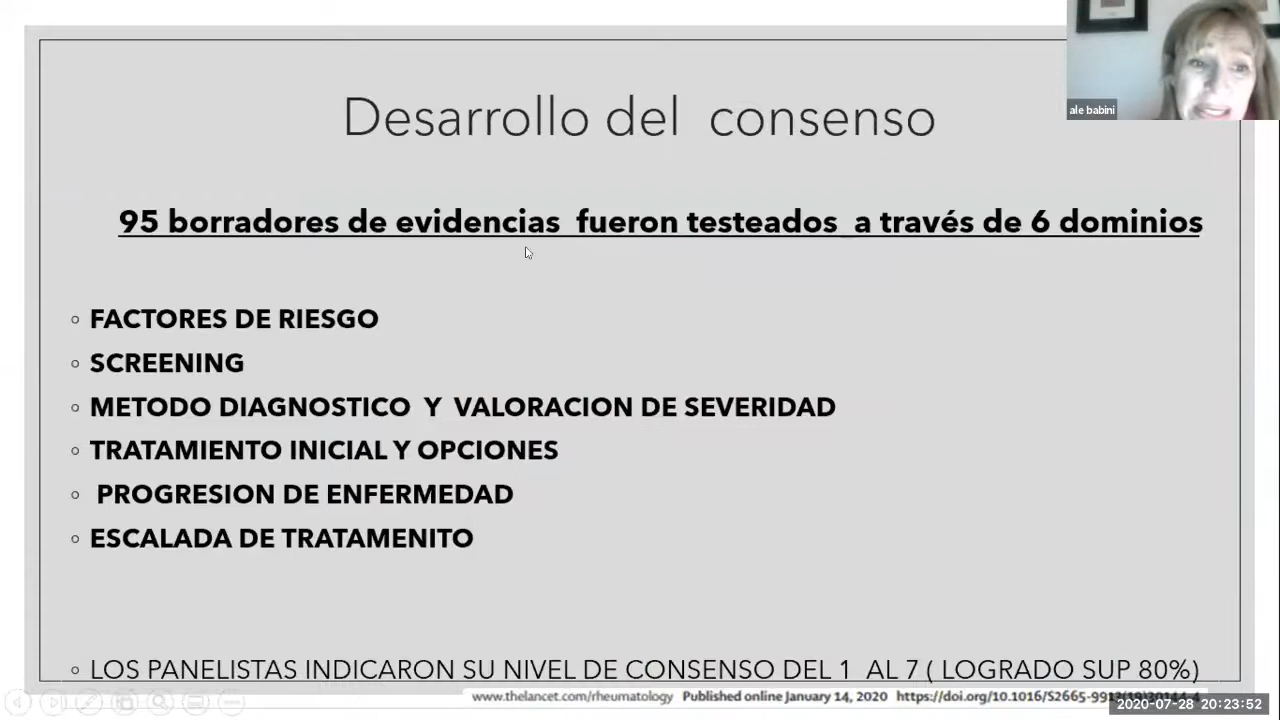 ale babini
Desarrollo del consenso
95 borradores de evidencias fueron testeados a través de 6 dominios
◦ FACTORES DE RIESGO
◦ SCREENING
◦ METODO DIAGNOSTICO Y VALORACION DE SEVERIDAD
◦ TRATAMIENTO INICIAL Y OPCIONES
◦ PROGRESION DE ENFERMEDAD
◦ ESCALADA DE TRATAMENITO
◦ LOS PANELISTAS INDICARON SU NIVEL DE CONSENSO DEL 1 AL 7 ( LOGRADO SUP 80%)
www.thelancet.com/rheumatology Published online January 14, 2020 https://doi.org/10.1016/S2665-9913(19)30144-4
2020-07-28 20:23:52